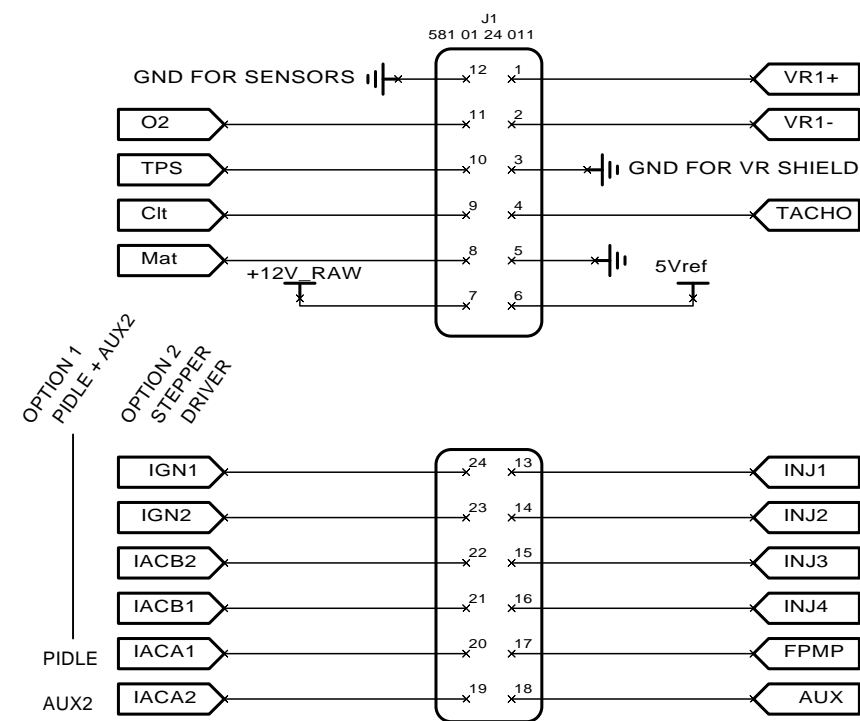 J1
581 01 24 011
GND FOR SENSORS 12 1 VR1+
O2 11 2 VR1-
TPS 10 3 GND FOR VR SHIELD
Clt 9 4 TACHO
Mat 8 5
+12V_RAW 7 6 5Vref
OPTION 1
PIDLE + AUX2
OPTION 2
STEPPER
DRIVER
IGN1 24 13 INJ1
IGN2 23 14 INJ2
IACB2 22 15 INJ3
IACB1 21 16 INJ4
PIDLE IACA1 20 17 FPMP
AUX2 IACA2 19 18 AUX